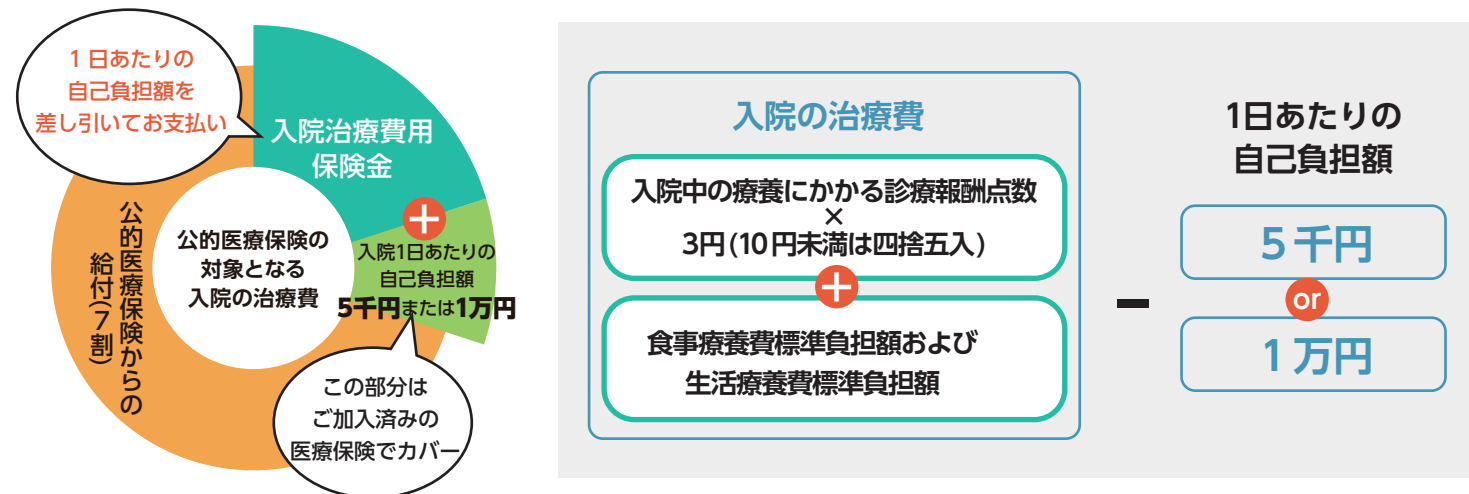 1日あたりの
自己負担額を
差し引いてお支払い
入院治療費用
保険金
公的医療保険からの
給付(7割)
公的医療保険の
対象となる
入院の治療費
+
入院1日あたりの
自己負担額
5千円または1万円
この部分は
ご加入済みの
医療保険でカバー
入院の治療費
入院中の療養にかかる診療報酬点数
×
3円(10円未満は四捨五入)
+
食事療養費標準負担額および
生活療養費標準負担額
-
1日あたりの
自己負担額
5千円
or
1万円